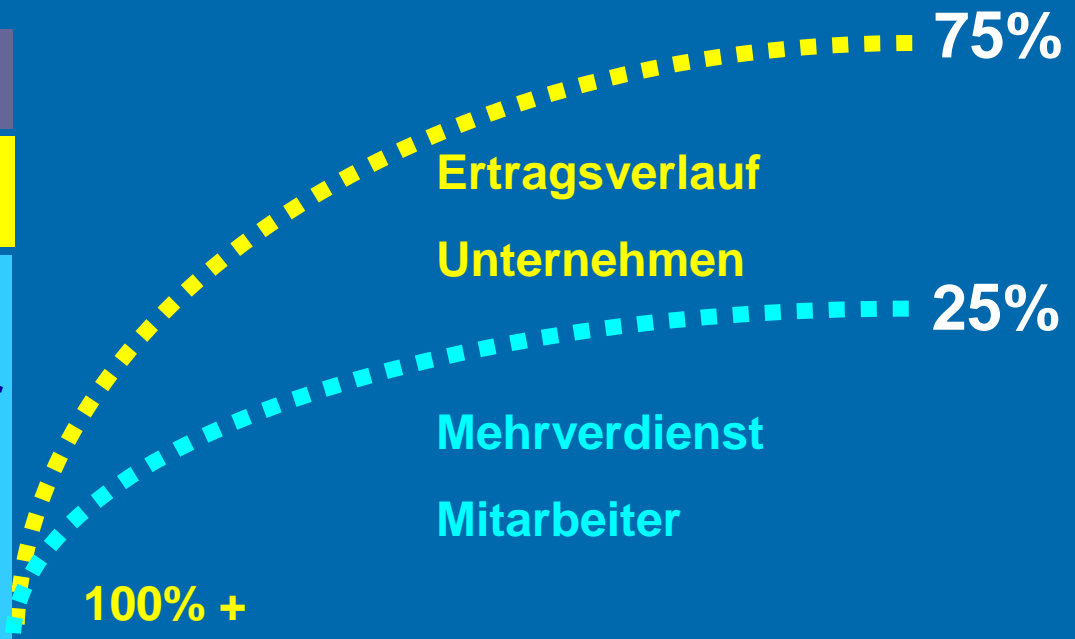 75%
Ertragsverlauf
Unternehmen
25%
Mehrverdienst
Mitarbeiter
100% +